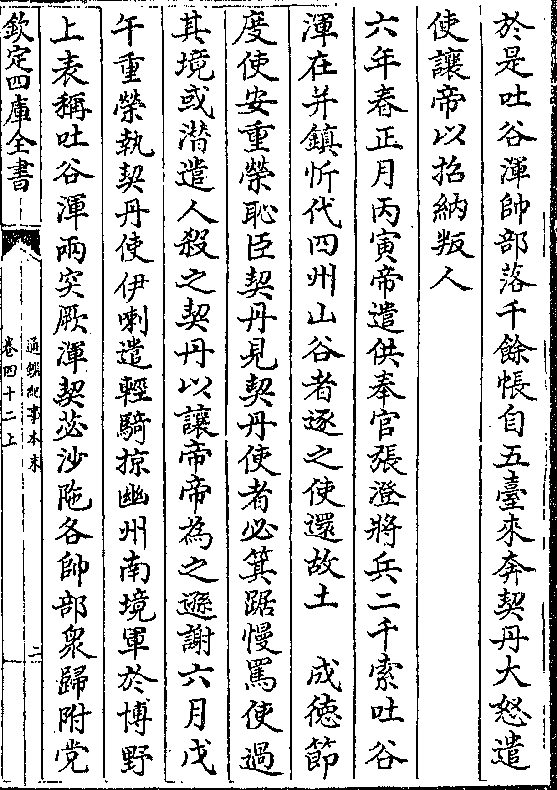 於是吐谷渾帥部落千餘帳自五臺來奔契丹大怒遣
使讓帝以招納叛人
六年春正月丙寅帝遣供奉官張澄將兵二千索吐谷
渾在并鎮忻代四州山谷者逐之使還故土　成徳節
度使安重榮恥臣契丹見契丹使者必箕踞慢罵使過
其境或潛遣人殺之契丹以讓帝帝為之遜謝六月戊
午重榮執契丹使伊喇遣輕騎掠幽州南境軍於博野
上表稱吐谷渾兩突厥渾契苾沙陁各帥部衆歸附党
欽定四庫全書
通鑑紀事本末
卷四十二上
二